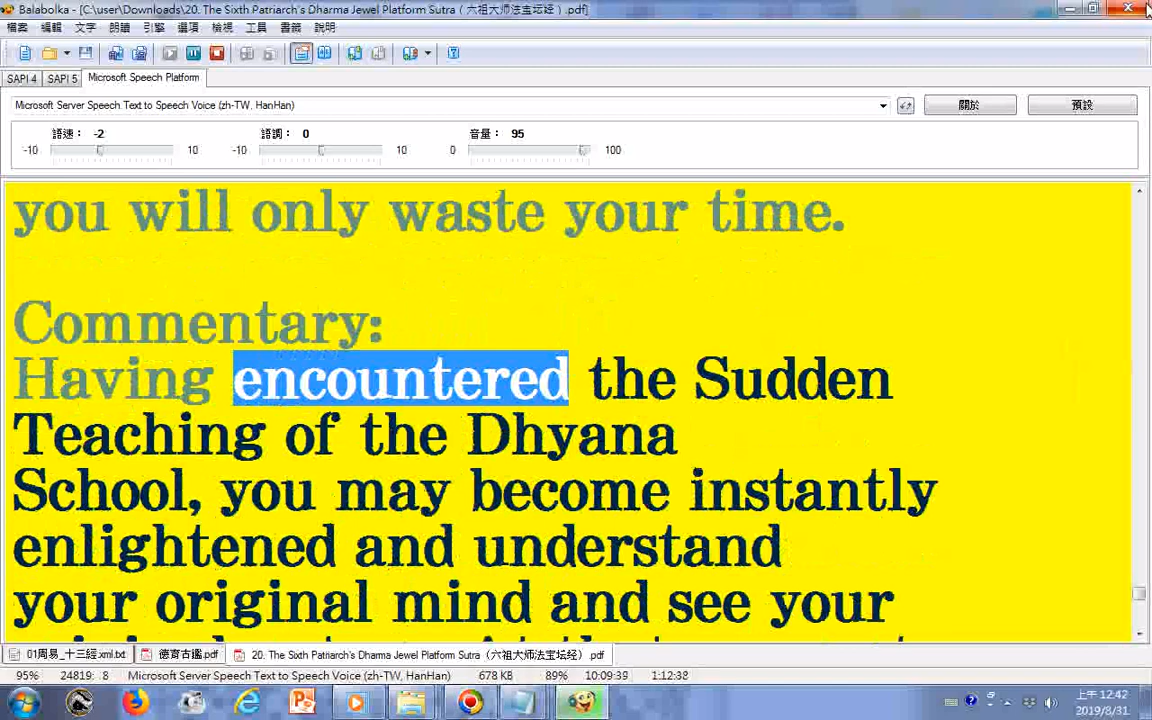 Balabolka - [C:\user\Downloads\20. The Sixth Patriarch's Dharma Jewel Platform Sutra (六祖大师法宝坛经) .pdf]
檔案 編輯 文字 朗讀 引擎 選項 檢視 工具 書籤 說明
SAPI 4 SAPI 5 Microsoft Speech Platform
Microsoft Server Speech Text to Speech Voice (zh-TW, HanHan) 關於 預設
語速： -2 語調： 0 音量： 95
-10 10 -10 10 0 100
you will only waste your time.
Commentary:
Having encountered the Sudden
Teaching of the Dhyana
School, you may become instantly
enlightened and understand
your original mind and see your
01周易_十三經.xml.txt 德育古鑑.pdf 20. The Sixth Patriarch's Dharma Jewel Platform Sutra (六祖大师法宝坛经) .pdf
95% 24819: 8 Microsoft Server Speech Text to Speech Voice (zh-TW, HanHan) 678 KB 89% 10:09:39 1:12:38
上午 12:42
2019/8/31